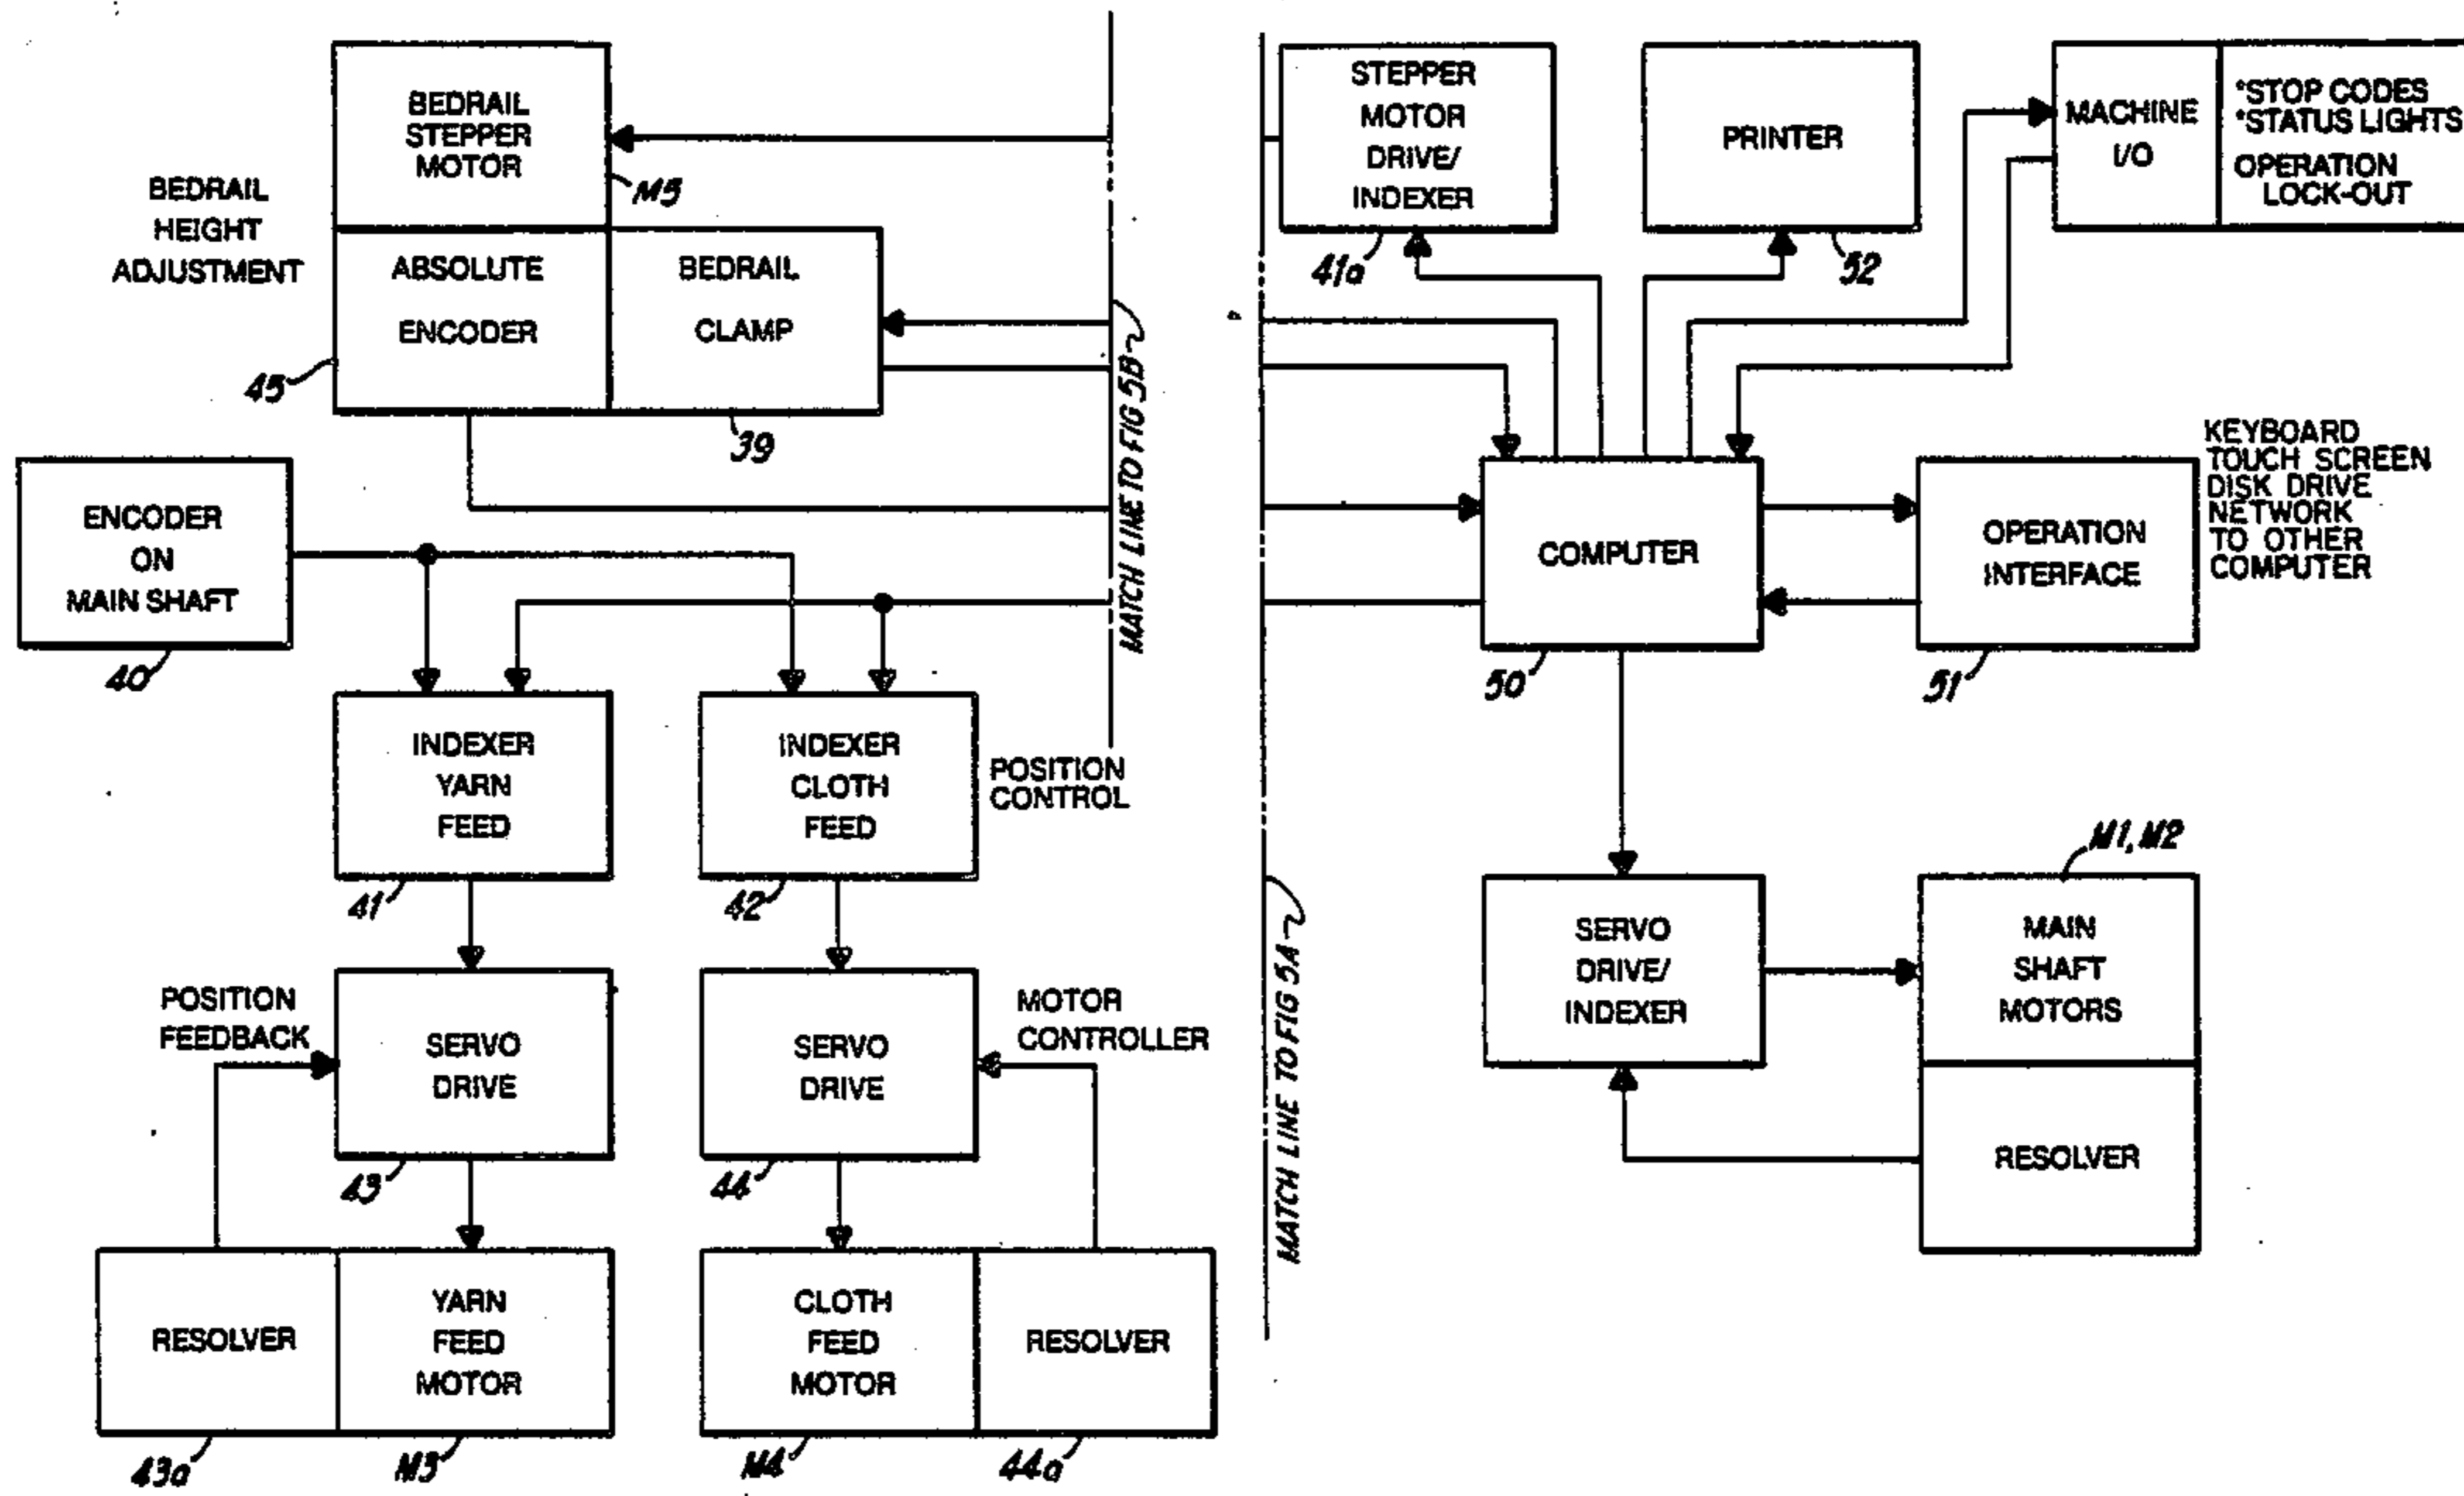 BEDRAIL
STEPPER
MOTOR
M5
BEDRAIL
HEIGHT
ADJUSTMENT
ABSOLUTE
ENCODER
BEDRAIL
CLAMP
45
39
ENCODER
ON
MAIN SHAFT
40
INDEXER
YARN
FEED
41
INDEXER
CLOTH
FEED
42
POSITION
CONTROL
POSITION
FEEDBACK
SERVO
DRIVE
43
SERVO
DRIVE
44
MOTOR
CONTROLLER
RESOLVER
43a
YARN
FEED
MOTOR
M3
CLOTH
FEED
MOTOR
M4
RESOLVER
44a
MATCH LINE TO FIG 5B
MATCH LINE TO FIG 5A
STEPPER
MOTOR
DRIVE/
INDEXER
41a
PRINTER
52
MACHINE
I/O
*STOP CODES
*STATUS LIGHTS
OPERATION
LOCK-OUT
COMPUTER
50
OPERATION
INTERFACE
51
KEYBOARD
TOUCH SCREEN
DISK DRIVE
NETWORK
TO OTHER
COMPUTER
SERVO
DRIVE/
INDEXER
M1, M2
MAIN
SHAFT
MOTORS
RESOLVER